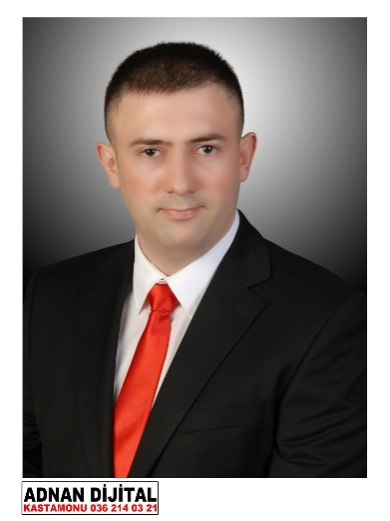 ADNAN DİJİTAL
KASTAMONU 036 214 03 21